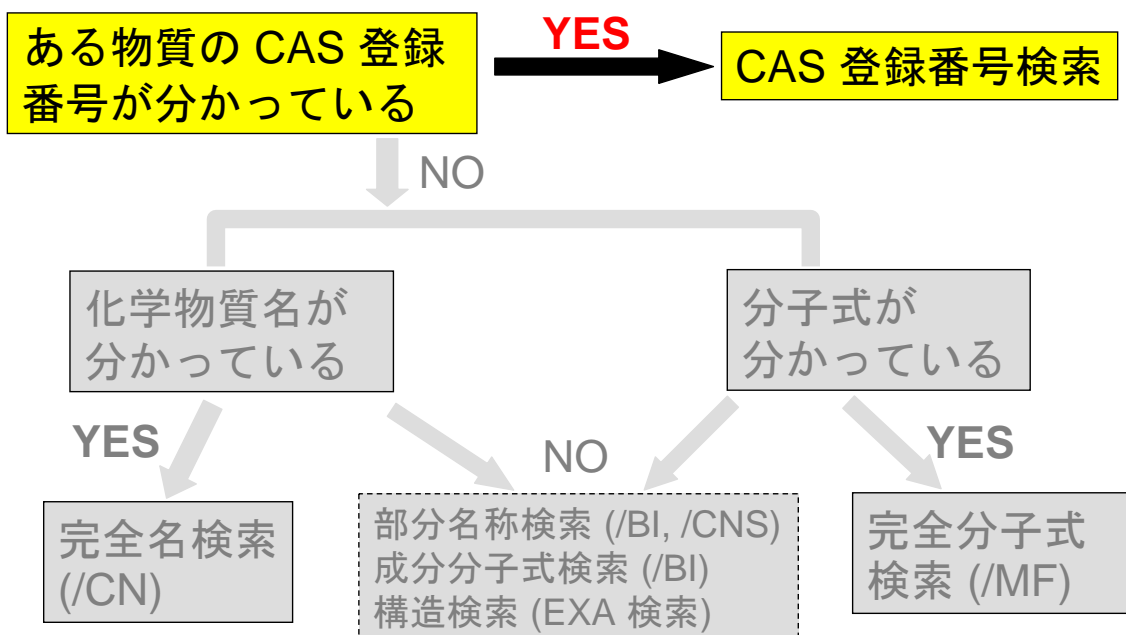 ある物質の CAS 登録
番号が分かっている
YES
CAS 登録番号検索
NO
化学物質名が
分かっている
分子式が
分かっている
YES
NO
YES
完全名検索
(/CN)
部分名称検索 (/BI, /CNS)
成分分子式検索 (/BI)
構造検索 (EXA 検索)
完全分子式
検索 (/MF)